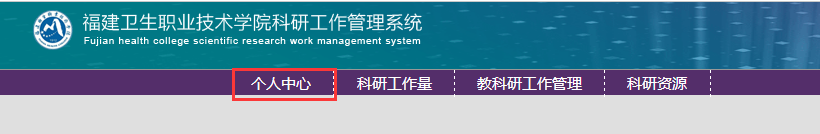 福建卫生职业技术学院科研工作管理系统
Fujian health college scientific research work management system
个人中心 科研工作量 教科研工作管理 科研资源